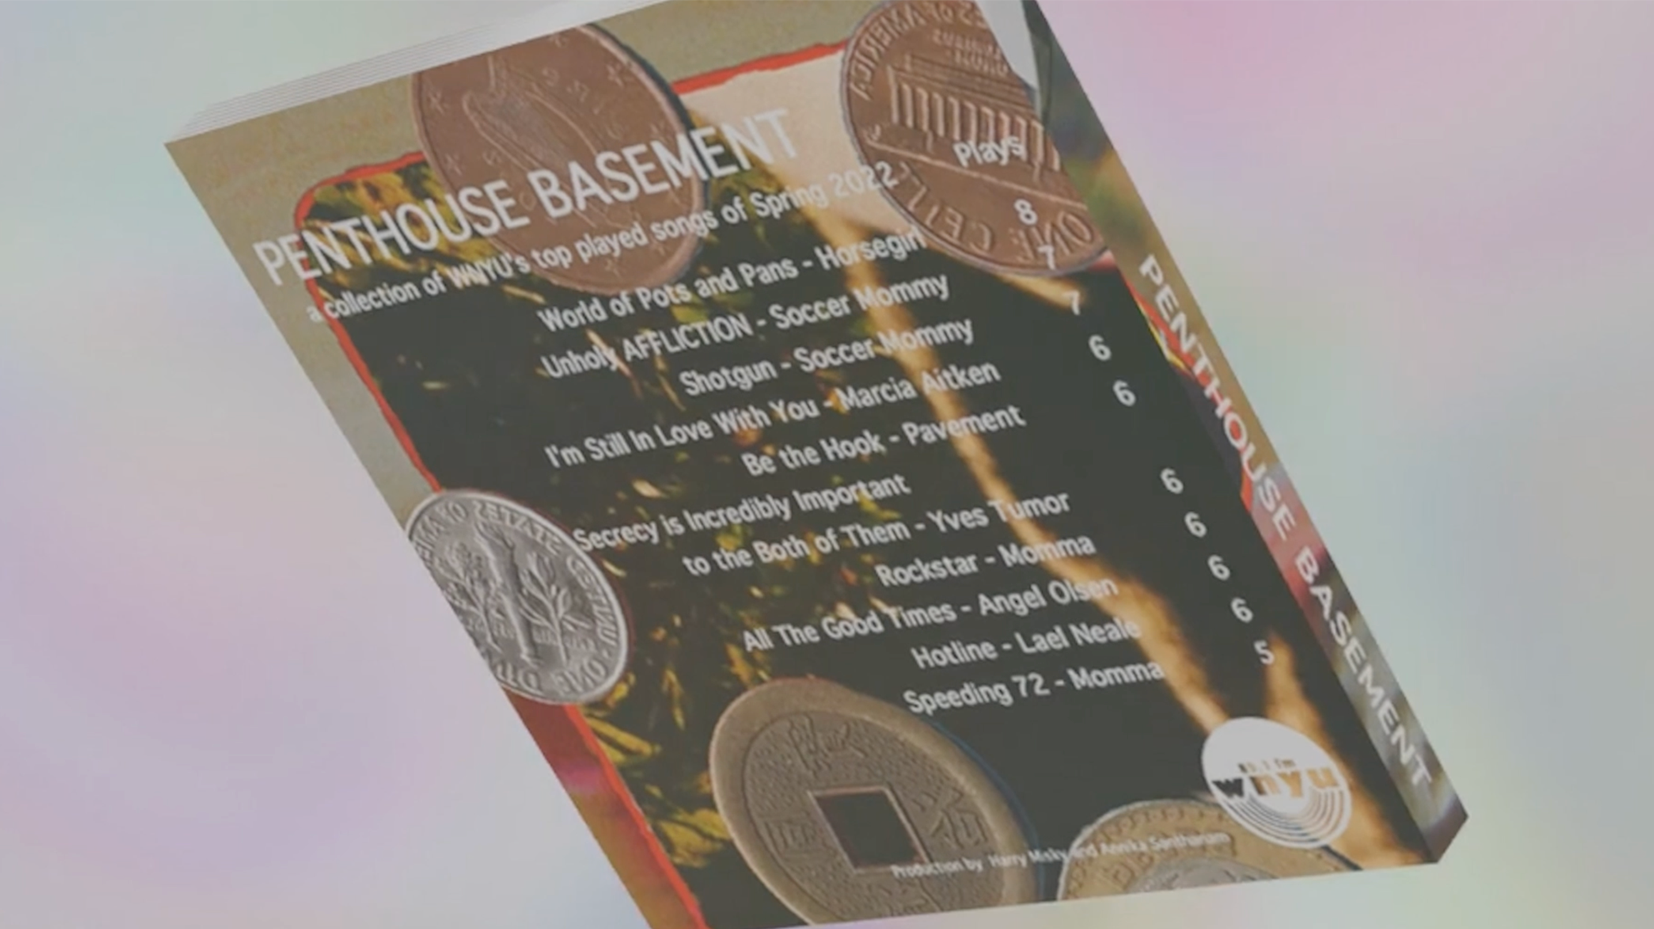 PENTHOUSE BASEMENT
a collection of WNYU's top played songs of Spring 2022
Plays
World of Pots and Pans - Horsegirl 8
Unholy AFFLICTION - Soccer Mommy 7
Shotgun - Soccer Mommy 7
I'm Still In Love With You - Marcia Aitken 6
Be the Hook - Pavement 6
Secrecy is Incredibly Important
to the Both of Them - Yves Tumor 6
Rockstar - Momma 6
All The Good Times - Angel Olsen 6
Hotline - Lael Neale 6
Speeding 72 - Momma 5
wnyu
Production by Harry Misky and Annika Santhanam
PENTHOUSE BASEMENT